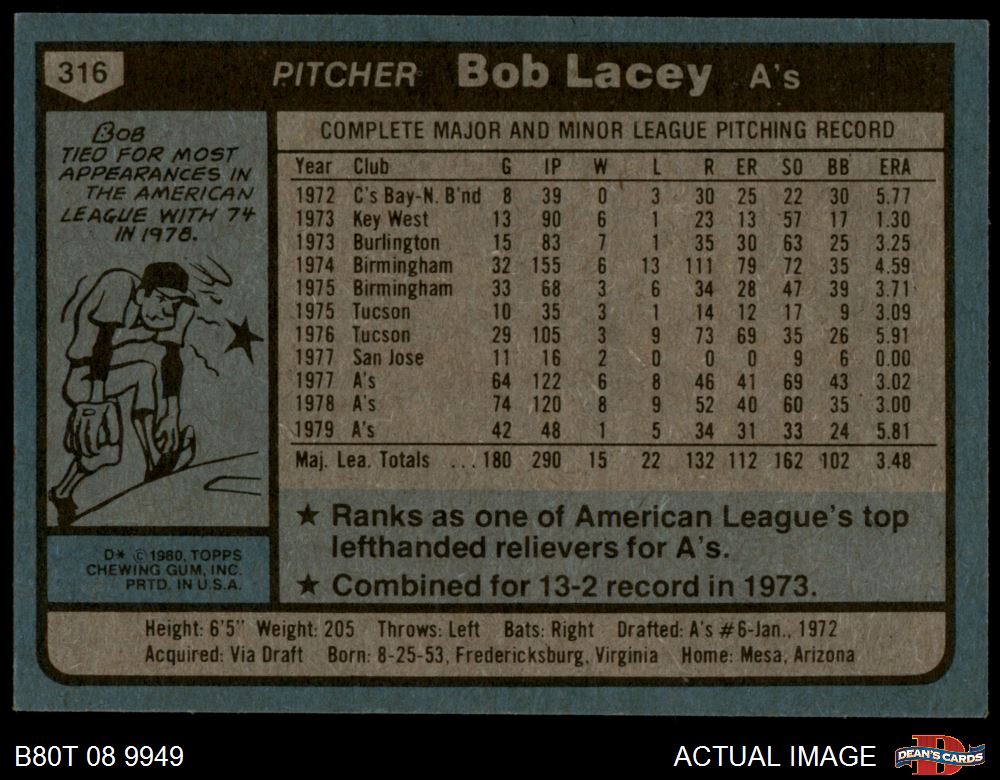 316 PITCHER Bob Lacey A's
BOB
TIED FOR MOST
APPEARANCES IN
THE AMERICAN
LEAGUE WITH 74
IN 1978.
D* © 1980, TOPPS
CHEWING GUM, INC.
PRTD. IN U.S.A.
COMPLETE MAJOR AND MINOR LEAGUE PITCHING RECORD
Year Club G IP W L R ER SO BB ERA
1972 C's Bay-N. B'nd 8 39 0 3 30 25 22 30 5.77
1973 Key West 13 90 6 1 23 13 57 17 1.30
1973 Burlington 15 83 7 1 35 30 63 25 3.25
1974 Birmingham 32 155 6 13 111 79 72 35 4.59
1975 Birmingham 33 68 3 6 34 28 47 39 3.71
1975 Tucson 10 35 3 1 14 12 17 9 3.09
1976 Tucson 29 105 3 9 73 69 35 26 5.91
1977 San Jose 11 16 2 0 0 0 9 6 0.00
1977 A's 64 122 6 8 46 41 69 43 3.02
1978 A's 74 120 8 9 52 40 60 35 3.00
1979 A's 42 48 1 5 34 31 33 24 5.81
Maj. Lea. Totals ... 180 290 15 22 132 112 162 102 3.48
★ Ranks as one of American League's top
lefthanded relievers for A's.
★ Combined for 13-2 record in 1973.
Height: 6'5" Weight: 205 Throws: Left Bats: Right Drafted: A's #6-Jan., 1972
Acquired: Via Draft Born: 8-25-53, Fredericksburg, Virginia Home: Mesa, Arizona
B80T 08 9949 ACTUAL IMAGE
D
DEAN'S CARDS